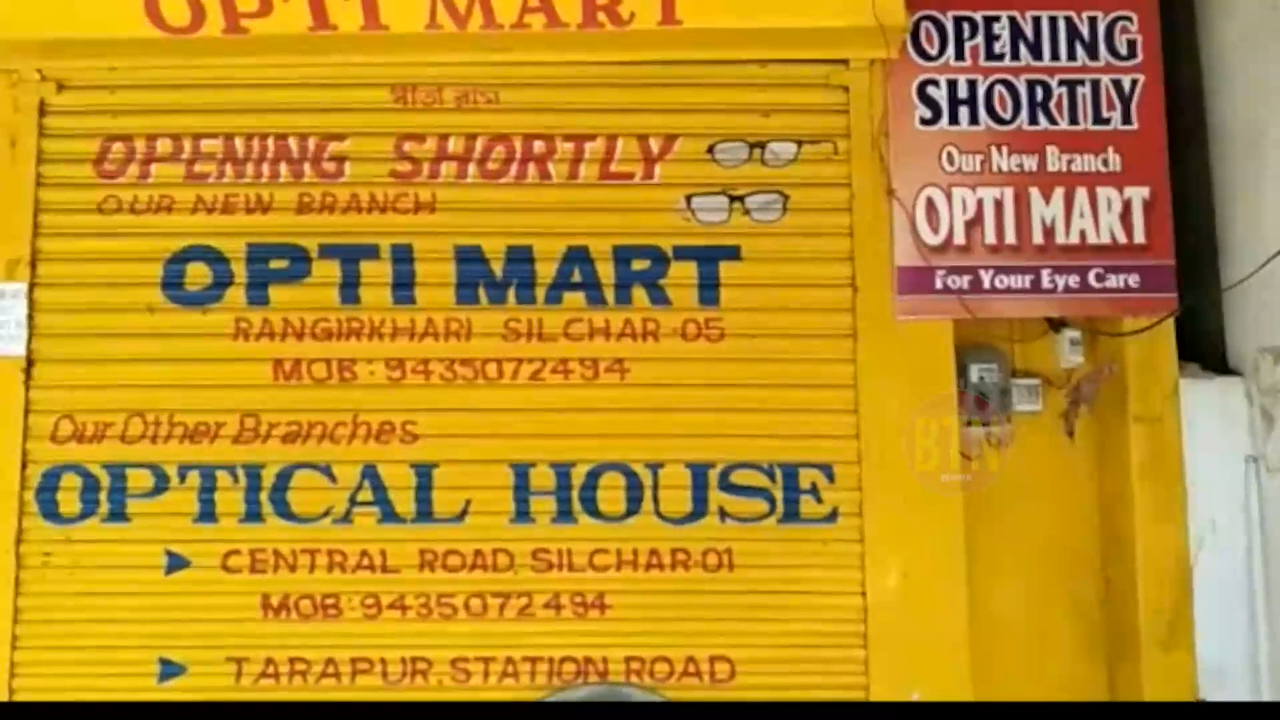 OPTI MART
OPENING SHORTLY
OUR NEW BRANCH
OPTI MART
RANGIRKHARI SILCHAR-05
MOB: 9435072494
Our Other Branches
OPTICAL HOUSE
CENTRAL ROAD, SILCHAR-01
MOB: 9435072494
TARAPUR, STATION ROAD
OPENING
SHORTLY
Our New Branch
OPTI MART
For Your Eye Care
BTN